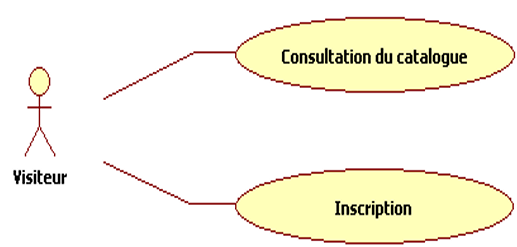 Consultation du catalogue
Visiteur
Inscription